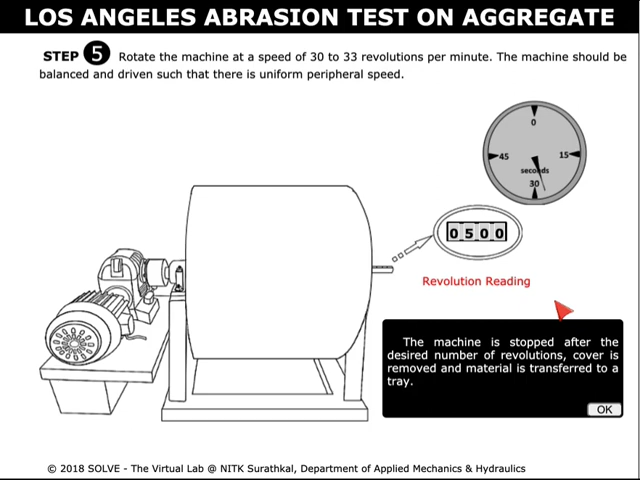 LOS ANGELES ABRASION TEST ON AGGREGATE
STEP 5 Rotate the machine at a speed of 30 to 33 revolutions per minute. The machine should be
balanced and driven such that there is uniform peripheral speed.
0
45
15
seconds
30
0500
Revolution Reading
The machine is stopped after the
desired number of revolutions, cover is
removed and material is transferred to a
tray.
OK
© 2018 SOLVE - The Virtual Lab @ NITK Surathkal, Department of Applied Mechanics & Hydraulics